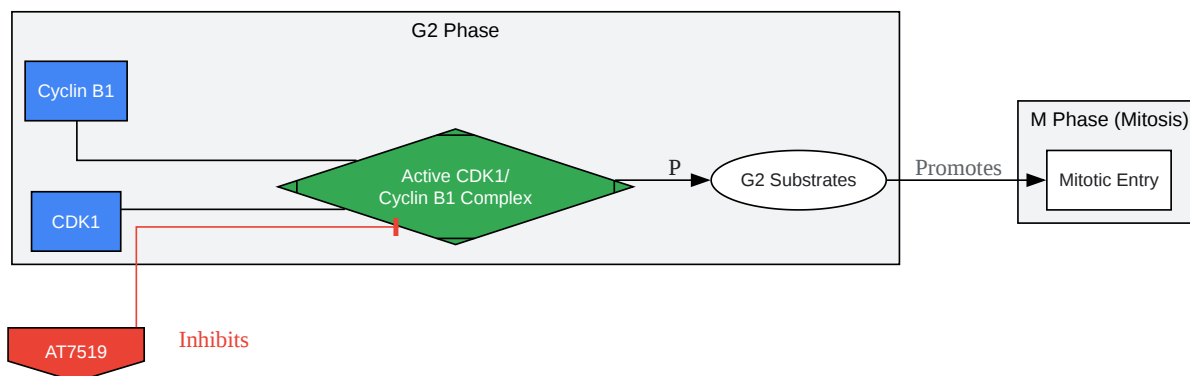 G2 Phase
Cyclin B1
M Phase (Mitosis)
Active CDK1/
Cyclin B1 Complex
P
G2 Substrates
Promotes
Mitotic Entry
CDK1
Inhibits
AT7519